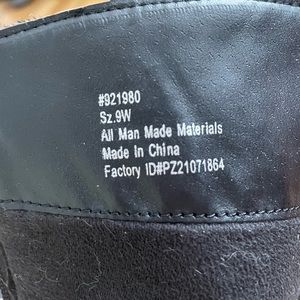 #921980
Sz.9W
All Man Made Materials
Made In China
Factory ID#PZ21071864